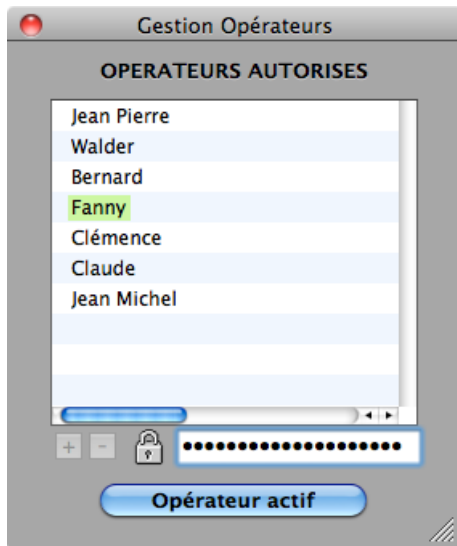 Gestion Opérateurs
OPERATEURS AUTORISES
Jean Pierre
Walder
Bernard
Fanny
Clémence
Claude
Jean Michel
+ -
••••••••••••••••••••
Opérateur actif